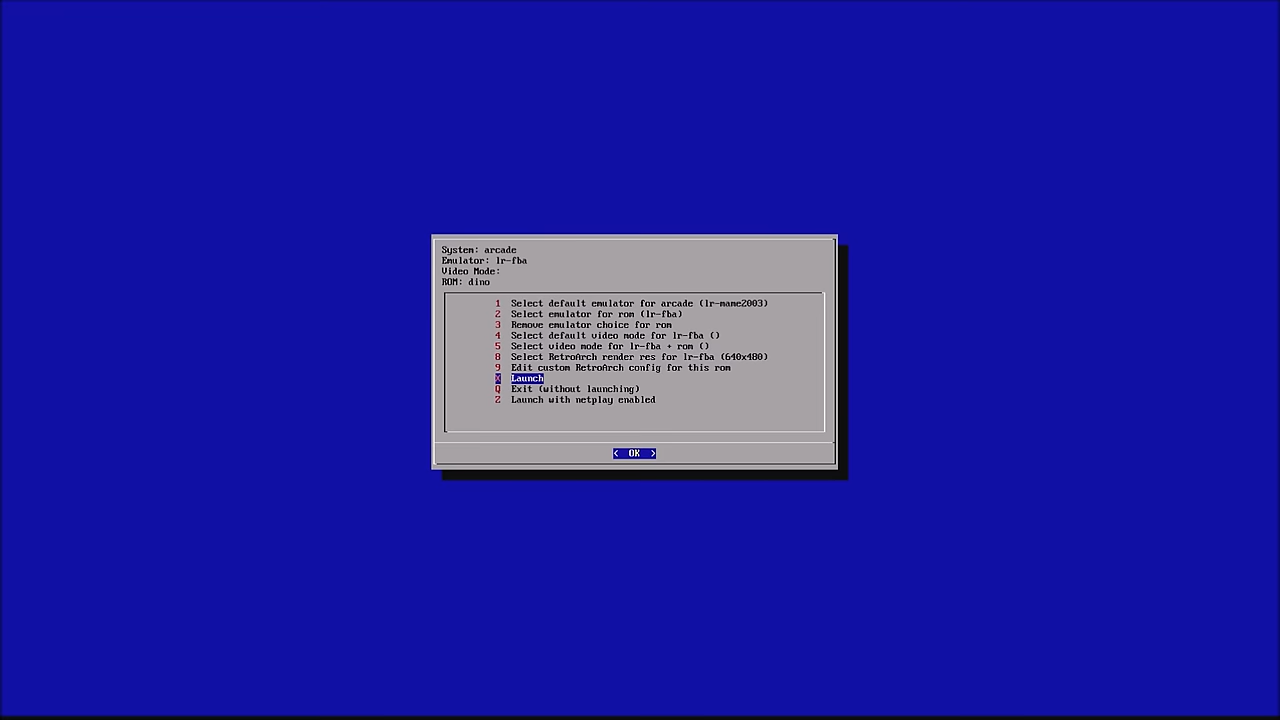 System: arcade
Emulator: lr-fba
Video Mode:
ROM: dino
1 Select default emulator for arcade (lr-mame2003)
2 Select emulator for rom (lr-fba)
3 Remove emulator choice for rom
4 Select default video mode for lr-fba ()
5 Select video mode for lr-fba + rom ()
8 Select RetroArch render res for lr-fba (640x480)
9 Edit custom RetroArch config for this rom
X Launch
Q Exit (without launching)
Z Launch with netplay enabled
< OK >